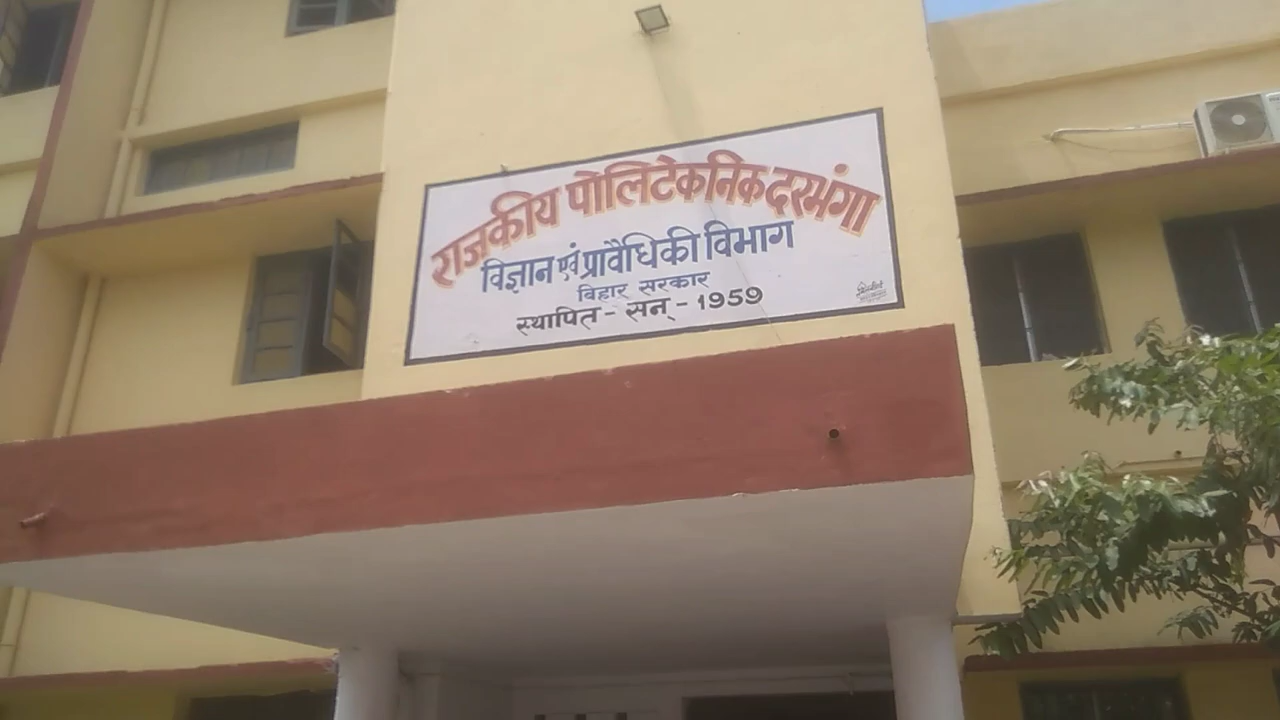 राजकीय पोलिटेकनिक दरभंगा
विज्ञान एवं प्रावैधिकी विभाग
बिहार सरकार
स्थापित - सन् - 1959